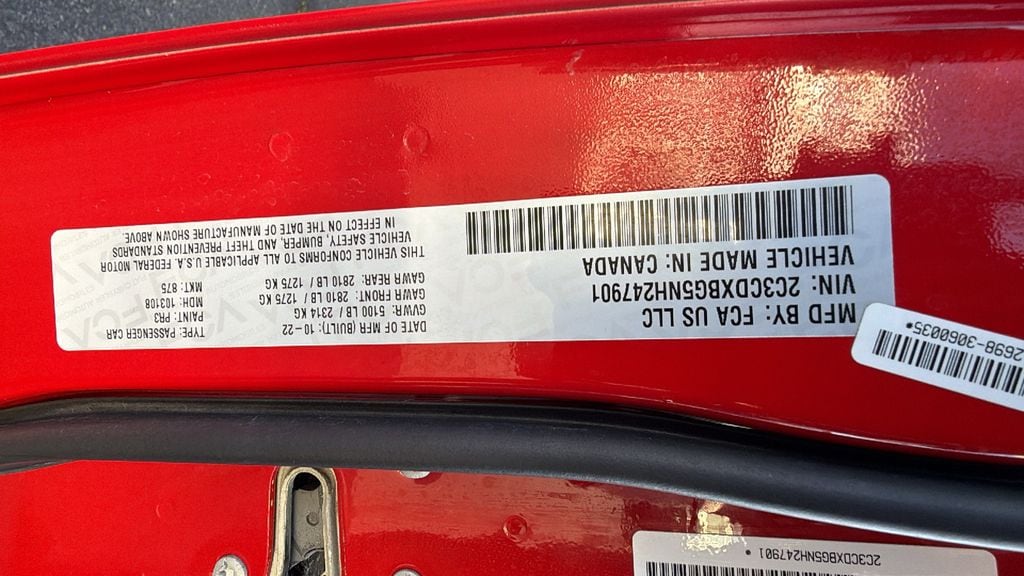 MFD BY: FCA US LLC
VIN: 2C3CDXBG5NH247901
VEHICLE MADE IN: CANADA
DATE OF MFR (BUILT): 10-22
GVWR: 5100 LB / 2314 KG
GAWR FRONT: 2810 LB / 1275 KG
GAWR REAR: 2810 LB / 1275 KG
TYPE: PASSENGER CAR
PAINT: PR3
MDH: 103108
MKT: 875
THIS VEHICLE CONFORMS TO ALL APPLICABLE U.S.A. FEDERAL MOTOR
VEHICLE SAFETY, BUMPER, AND THEFT PREVENTION STANDARDS
IN EFFECT ON THE DATE OF MANUFACTURE SHOWN ABOVE.
2698-3060035*
2C3CDXBG5NH247901 *